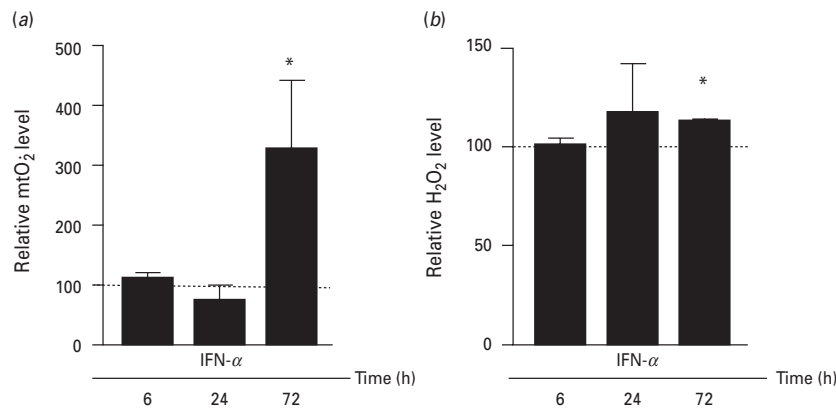 (a)
500
400
300
200
100
0
Relative mtO₂˙⁻ level
*
IFN-α
Time (h)
6 24 72
(b)
150
100
50
0
Relative H₂O₂ level
*
IFN-α
Time (h)
6 24 72